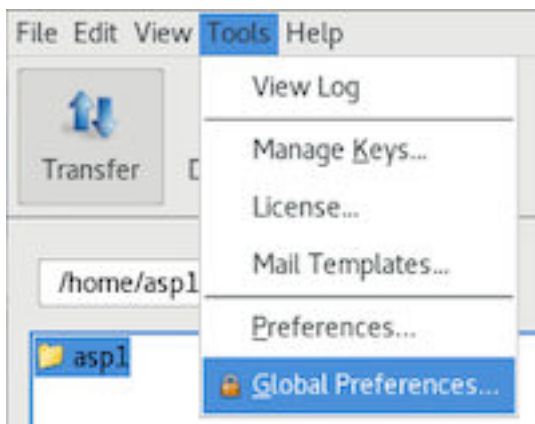 File Edit View Tools Help
View Log
Transfer
Manage Keys...
License...
Mail Templates...
/home/asp1
Preferences...
asp1
Global Preferences...